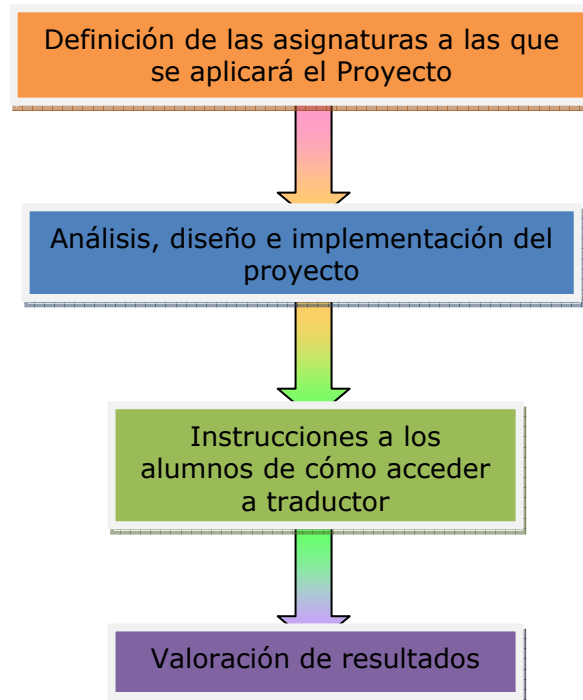 Definición de las asignaturas a las que
se aplicará el Proyecto
Análisis, diseño e implementación del
proyecto
Instrucciones a los
alumnos de cómo acceder
a traductor
Valoración de resultados